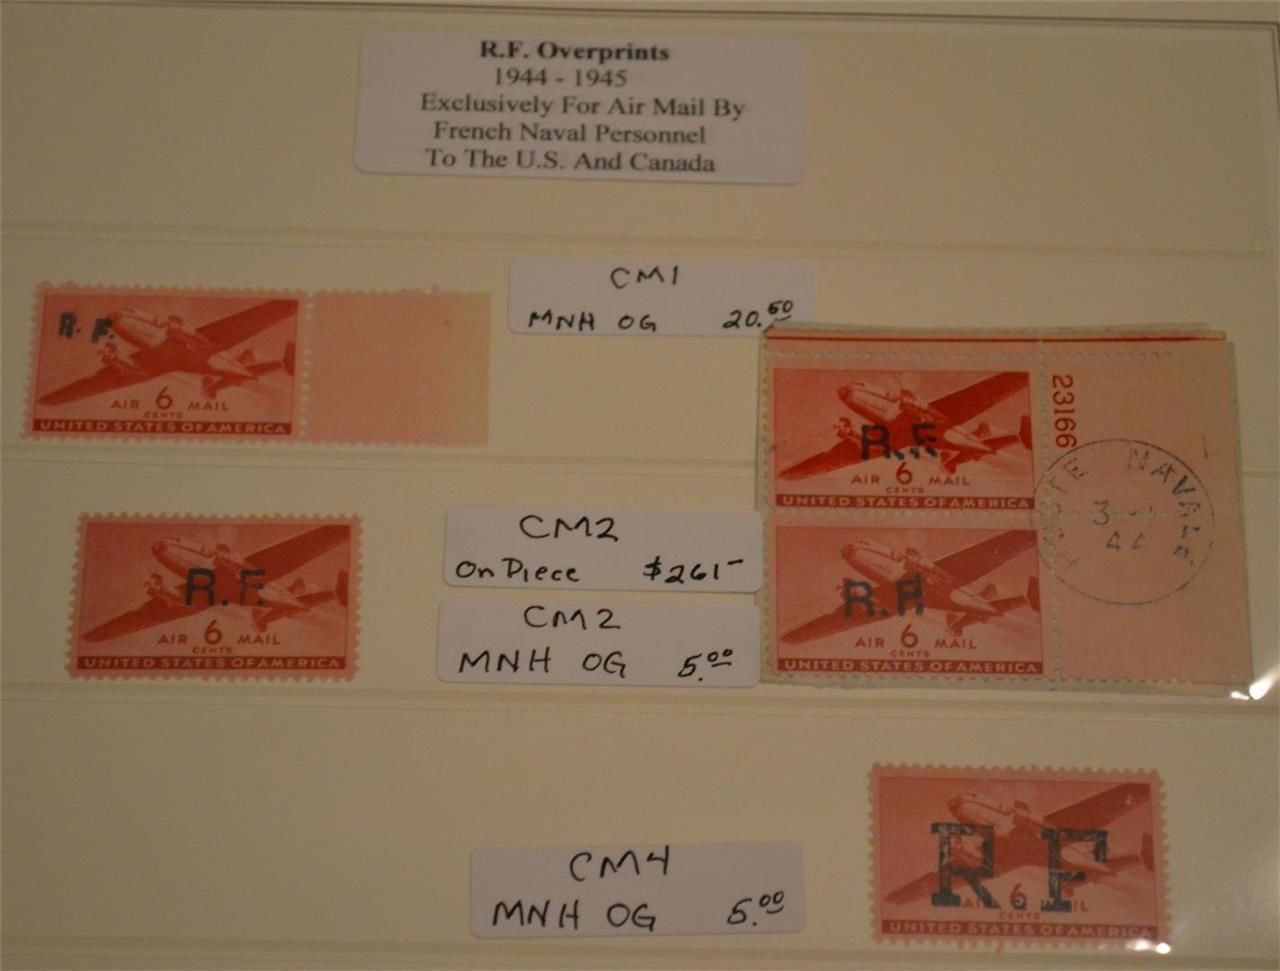 R.F. Overprints
1944 - 1945
Exclusively For Air Mail By
French Naval Personnel
To The U.S. And Canada
CM1
MNH OG 20.50
R. F.
AIR 6 MAIL
CENTS
UNITED STATES OF AMERICA
23166
R.F.
AIR 6 MAIL
CENTS
UNITED STATES OF AMERICA
R.F.
AIR 6 MAIL
CENTS
UNITED STATES OF AMERICA
NAVALE
3
44
CM2
On Piece $261-
CM2
MNH OG 5.00
R.F.
AIR 6 MAIL
CENTS
UNITED STATES OF AMERICA
CM4
MNH OG 5.00
R.F
6
CENTS
UNITED STATES OF AMERICA